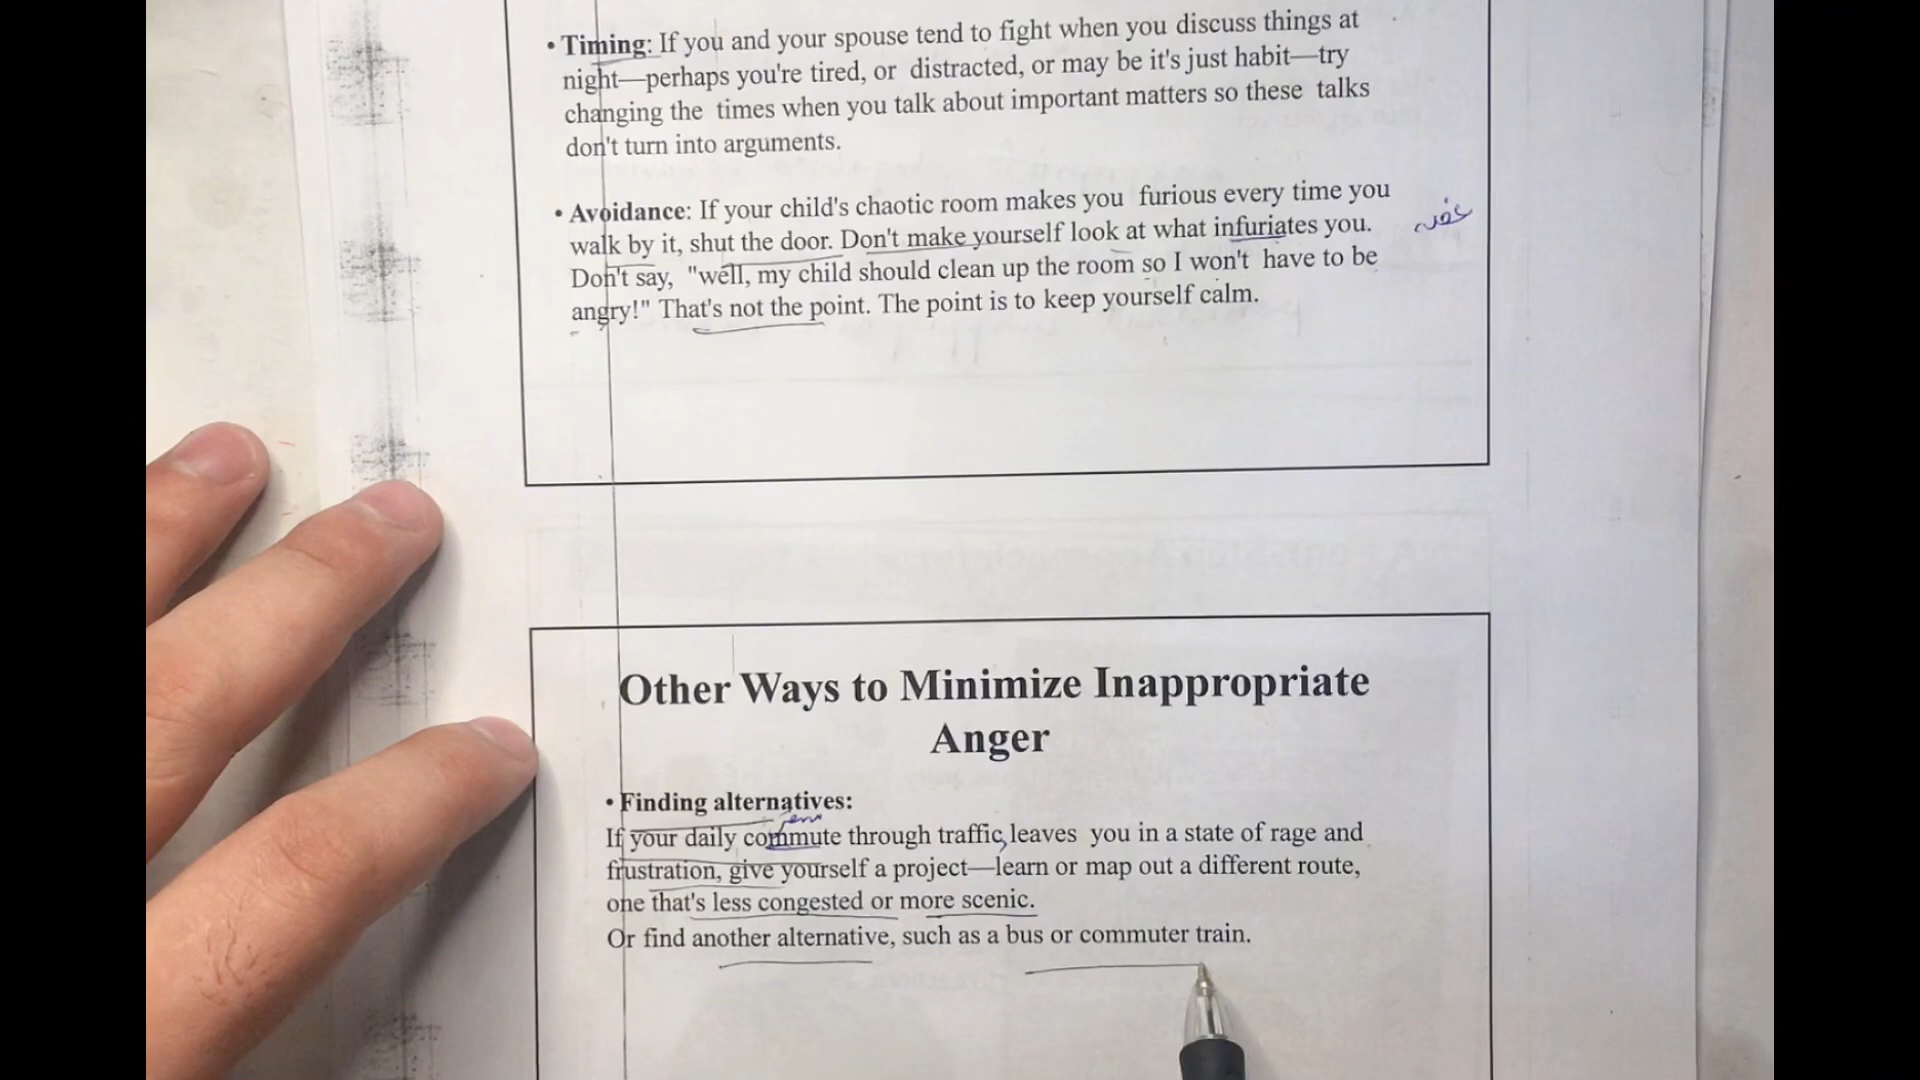 • Timing: If you and your spouse tend to fight when you discuss things at
night—perhaps you're tired, or distracted, or may be it's just habit—try
changing the times when you talk about important matters so these talks
don't turn into arguments.
• Avoidance: If your child's chaotic room makes you furious every time you
walk by it, shut the door. Don't make yourself look at what infuriates you.
Don't say, "well, my child should clean up the room so I won't have to be
angry!" That's not the point. The point is to keep yourself calm.
Other Ways to Minimize Inappropriate
Anger
• Finding alternatives:
If your daily commute through traffic, leaves you in a state of rage and
frustration, give yourself a project—learn or map out a different route,
one that's less congested or more scenic.
Or find another alternative, such as a bus or commuter train.